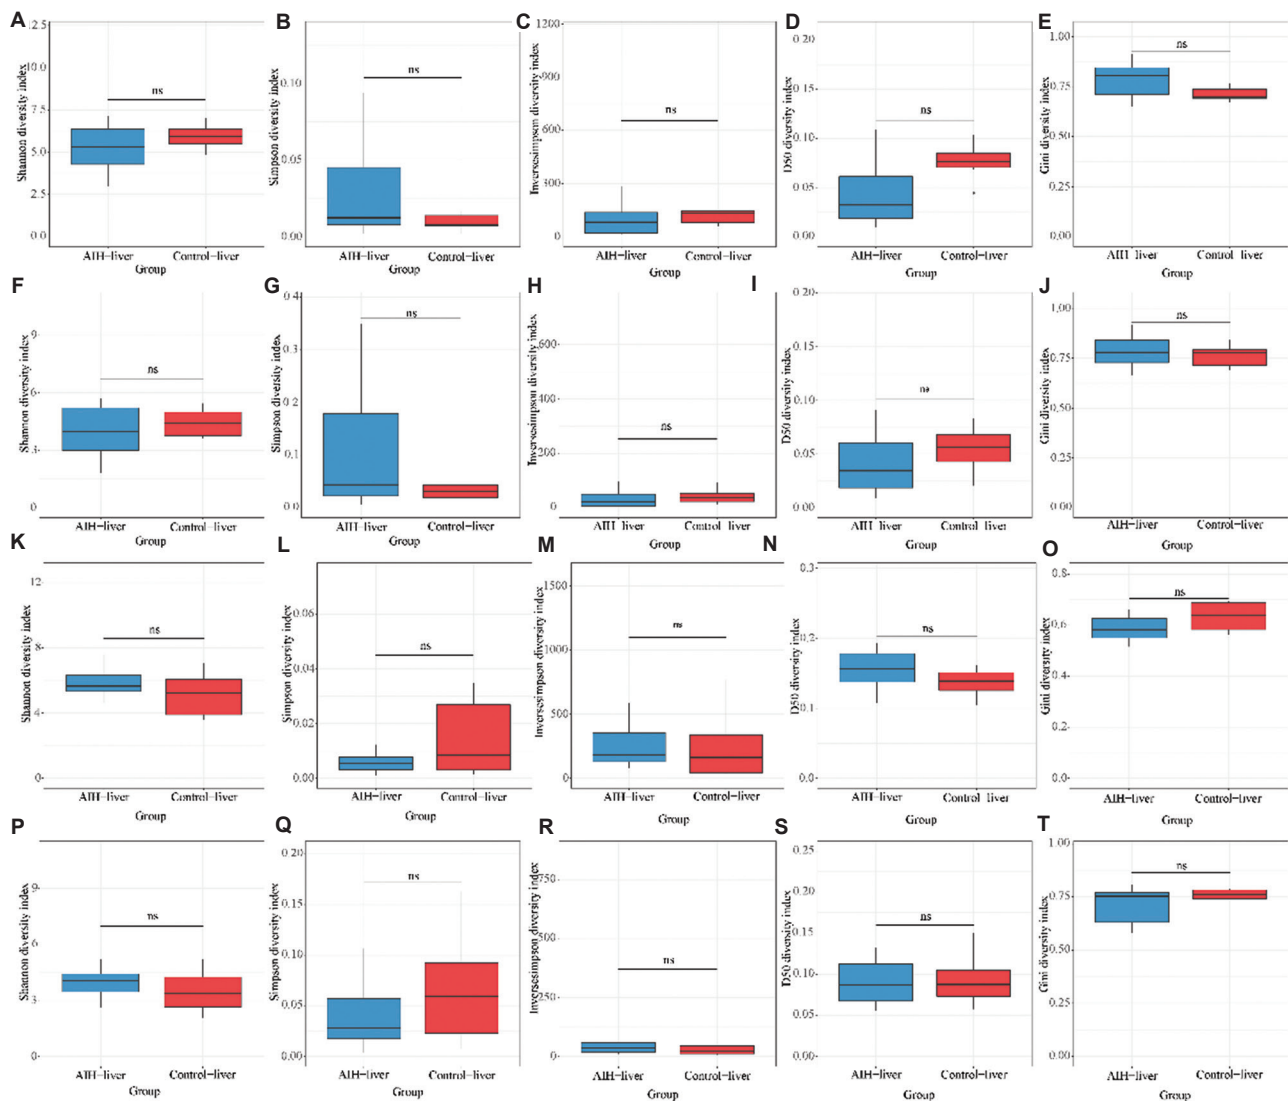 A
Shannon diversity index
12.5
10.0
7.5
5.0
2.5
0.0
ns
AIH-liver Control-liver
Group
B
Simpson diversity index
0.10
0.05
0.00
ns
AIH-liver Control-liver
Group
C
Inversesimpson diversity index
1200
900
600
300
0
ns
AIH-liver Control-liver
Group
D
D50 diversity index
0.20
0.15
0.10
0.05
0.00
ns
AIH-liver Control-liver
Group
E
Gini diversity index
1.00
0.75
0.50
0.25
0.00
ns
AIH-liver Control-liver
Group
F
Shannon diversity index
9
6
3
0
ns
AIH-liver Control-liver
Group
G
Simpson diversity index
0.4
0.3
0.2
0.1
0.0
ns
AIH-liver Control-liver
Group
H
Inversesimpson diversity index
600
400
200
0
ns
AIH-liver Control-liver
Group
I
D50 diversity index
0.20
0.15
0.10
0.05
0.00
ns
AIH-liver Control-liver
Group
J
Gini diversity index
1.00
0.75
0.50
0.25
0.00
ns
AIH-liver Control-liver
Group
K
Shannon diversity index
12
8
4
0
ns
AIH-liver Control-liver
Group
L
Simpson diversity index
0.06
0.04
0.02
0.00
ns
AIH-liver Control-liver
Group
M
Inversesimpson diversity index
1500
1000
500
0
ns
AIH-liver Control-liver
Group
N
D50 diversity index
0.3
0.2
0.1
0.0
ns
AIH-liver Control-liver
Group
O
Gini diversity index
0.8
0.6
0.4
0.2
0.0
ns
AIH-liver Control-liver
Group
P
Shannon diversity index
9
6
3
0
ns
AIH-liver Control-liver
Group
Q
Simpson diversity index
0.20
0.15
0.10
0.05
0.00
ns
AIH-liver Control-liver
Group
R
Inversesimpson diversity index
750
500
250
0
ns
AIH-liver Control-liver
Group
S
D50 diversity index
0.25
0.20
0.15
0.10
0.05
0.00
ns
AIH-liver Control-liver
Group
T
Gini diversity index
1.00
0.75
0.50
0.25
0.00
ns
AIH-liver Control-liver
Group